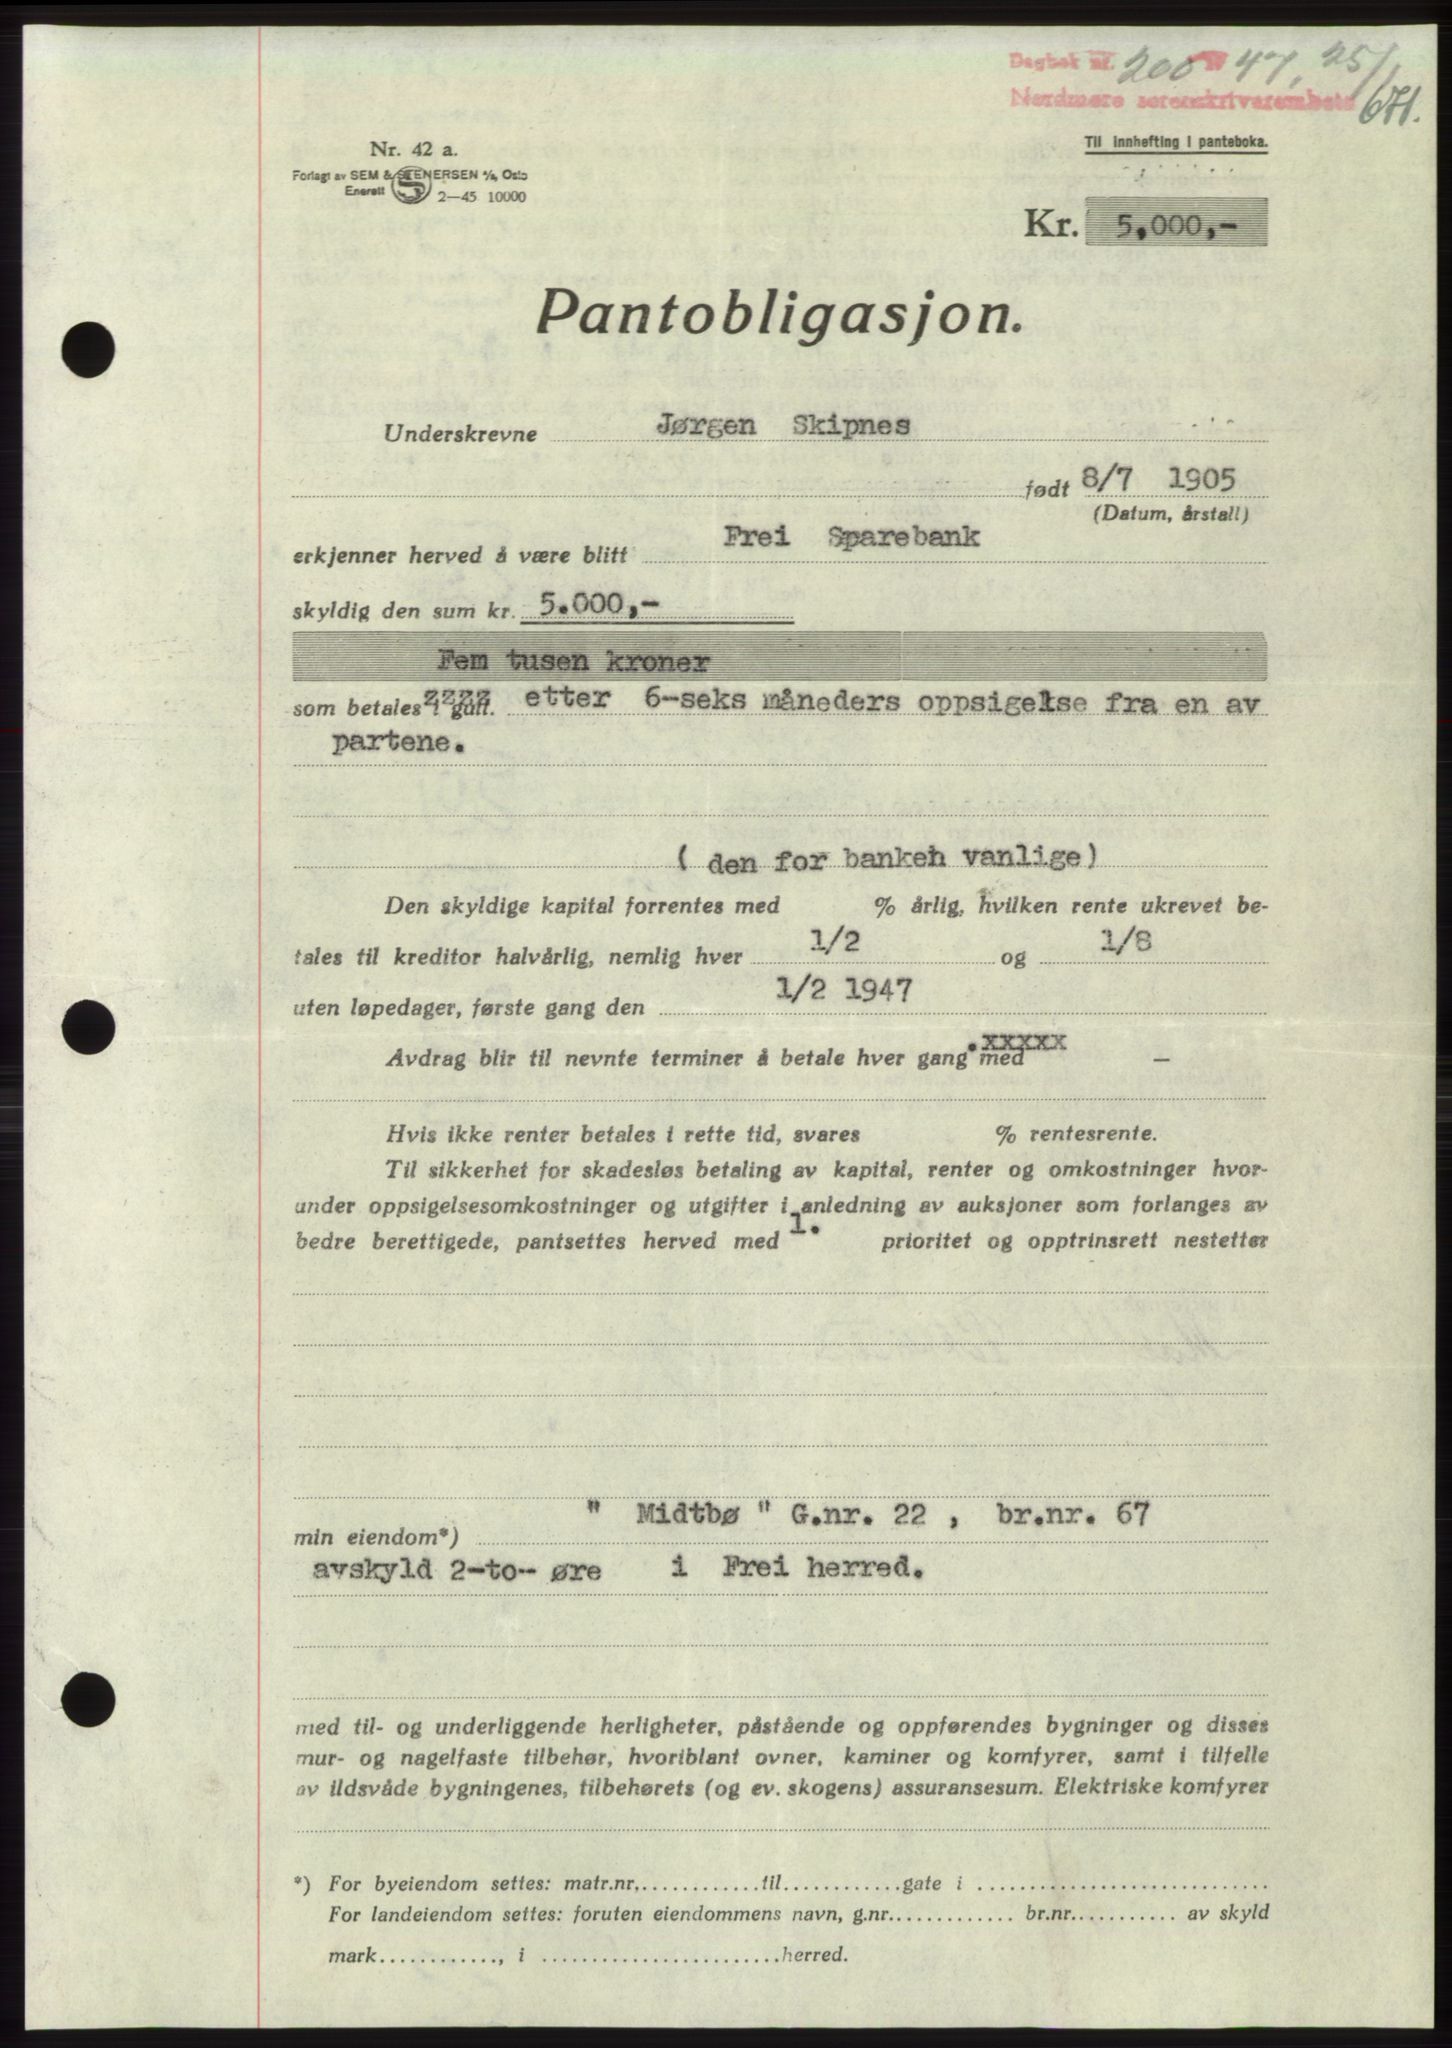 Dagbok nr. 200 47, 25/1
Nordmøre sorenskriverembete 671.
Til innhefting i panteboka.
Nr. 42 a.
Forlagt av SEM & STENERSEN A/S, Oslo
Enerett 2—45 10000
Kr. 5.000,-
Pantobligasjon.
Underskrevne Jørgen Skipnes
født 8/7 1905
(Datum, årstall)
erkjenner herved å være blitt Frei Sparebank
skyldig den sum kr. 5.000,-
Fem tusen kroner
som betales i gull. etter 6-seks måneders oppsigelse fra en av
partene.
( den for banken vanlige)
Den skyldige kapital forrentes med % årlig, hvilken rente ukrevet be-
tales til kreditor halvårlig, nemlig hver 1/2 og 1/8
uten løpedager, første gang den 1/2 1947
Avdrag blir til nevnte terminer å betale hver gang. med xxxxx —
Hvis ikke renter betales i rette tid, svares % rentesrente.
Til sikkerhet for skadesløs betaling av kapital, renter og omkostninger hvor-
under oppsigelsesomkostninger og utgifter i anledning av auksjoner som forlanges av
bedre berettigede, pantsettes herved med 1. prioritet og opptrinsrett nestetter
min eiendom*) " Midtbø " G.nr. 22 , br.nr. 67
avskyld 2-to- øre i Frei herred.
med til- og underliggende herligheter, påstående og oppførendes bygninger og disses
mur- og nagelfaste tilbehør, hvoriblant ovner, kaminer og komfyrer, samt i tilfelle
av ildsvåde bygningenes, tilbehørets (og ev. skogens) assuransesum. Elektriske komfyrer
*) For byeiendom settes: matr.nr.............til............gate i .............................
For landeiendom settes: foruten eiendommens navn, g.nr............. br.nr........... av skyld
mark............, i ........................herred.